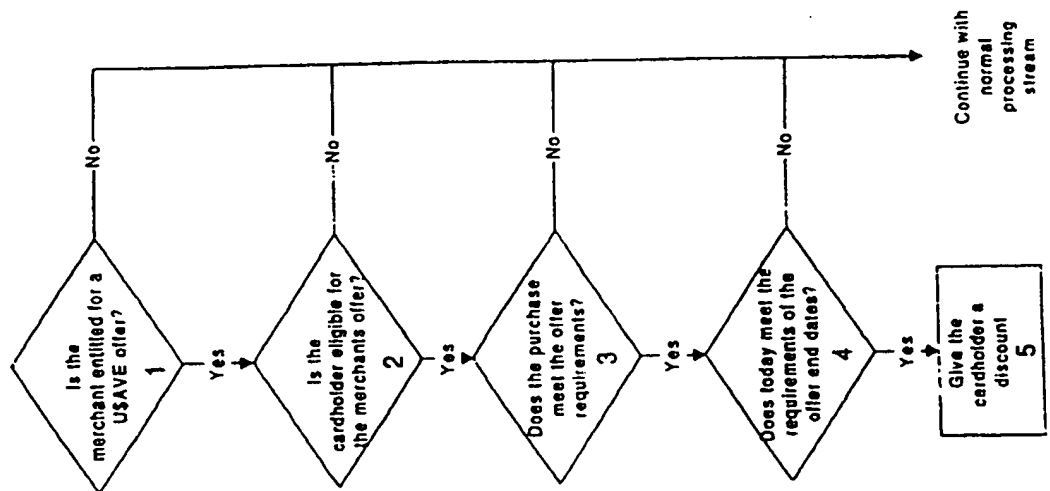 Is the
merchant entitled for a
U$AVE offer?
1
No
Yes
Is the
cardholder eligible for
the merchants offer?
2
No
Yes
Does the purchase
meet the offer
requirements?
3
No
Yes
Does today meet the
requirements of the
offer end dates?
4
No
Yes
Give the
cardholder a
discount
5
Continue with
normal
processing
stream